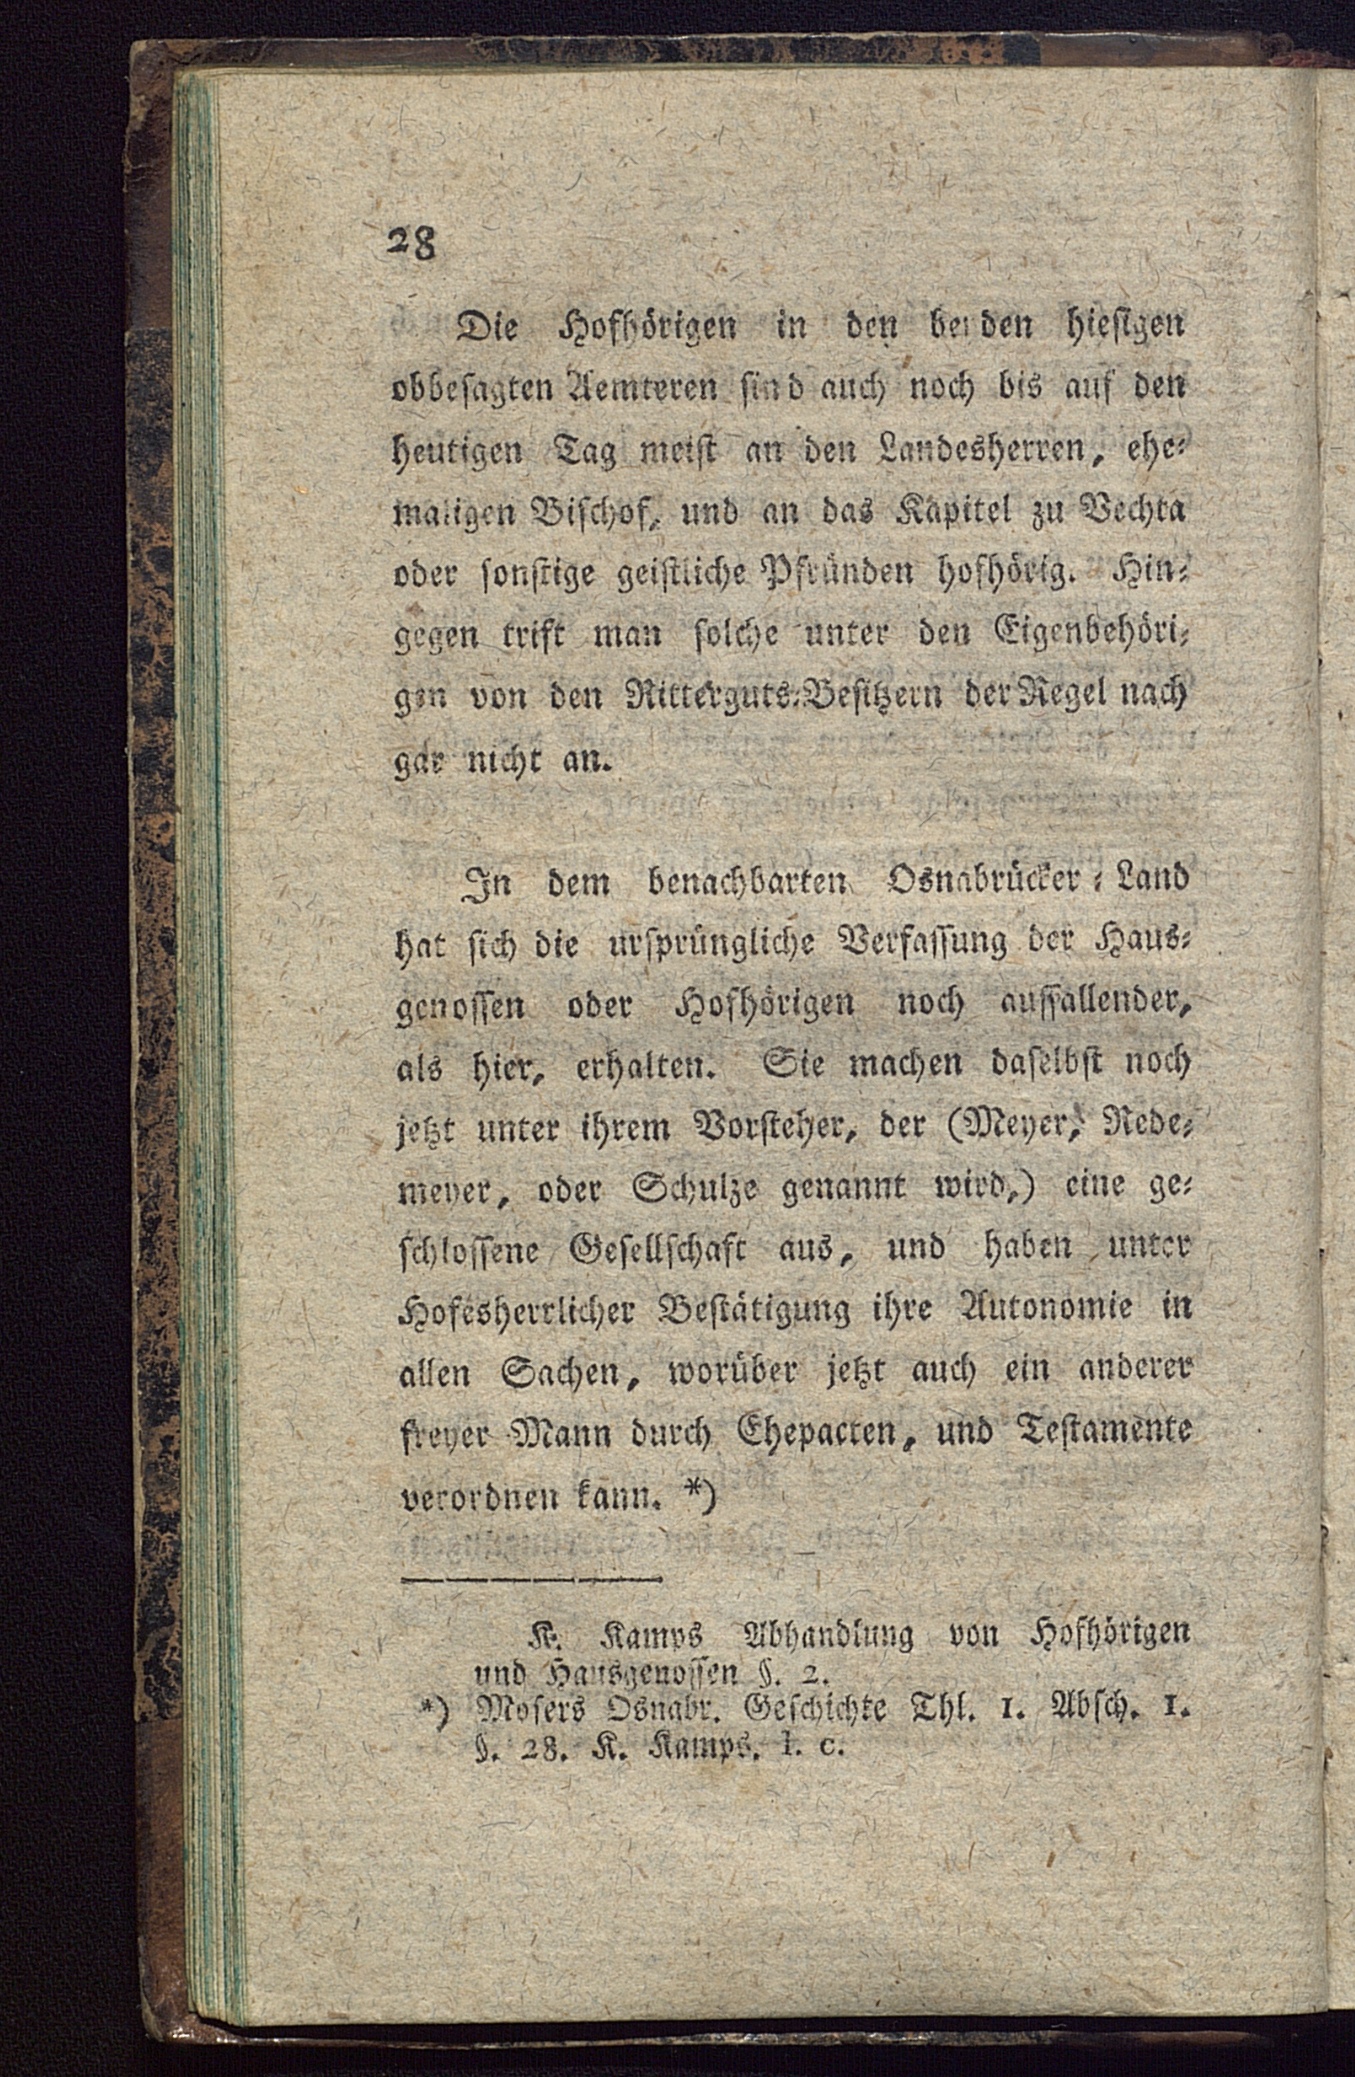 28
Die Hofhörigen in den beiden hiesigen
obbesagten Aemteren sind auch noch bis auf den
heutigen Tag meist an den Landesherren, ehe-
maligen Bischof, und an das Kapitel zu Vechta
oder sonstige geistliche Pfründen hofhörig. Hin-
gegen trift man solche unter den Eigenbehöri-
gen von den Ritterguts-Besitzern der Regel nach
gar nicht an.
In dem benachbarten Osnabrücker-Land
hat sich die ursprüngliche Verfassung der Haus-
genossen oder Hofhörigen noch auffallender,
als hier, erhalten. Sie machen daselbst noch
jetzt unter ihrem Vorsteher, der (Meyer, Rede-
meyer, oder Schulze genannt wird,) eine ge-
schlossene Gesellschaft aus, und haben unter
Hofesherrlicher Bestätigung ihre Autonomie in
allen Sachen, worüber jetzt auch ein anderer
freyer Mann durch Ehepacten, und Testamente
verordnen kann. *)
K. Kamps Abhandlung von Hofhörigen
und Hausgenossen §. 2.
*) Mosers Osnabr. Geschichte Thl. 1. Absch. 1.
§. 28. K. Kamps. l. c.